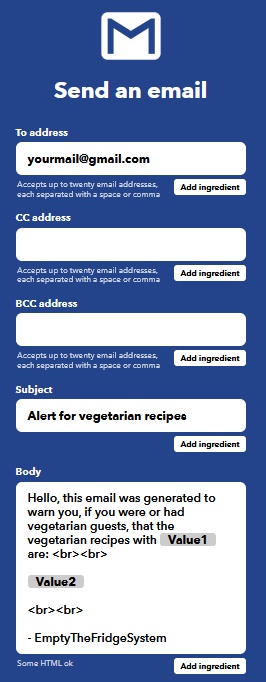 Send an email
To address
yourmail@gmail.com
Accepts up to twenty email addresses,
each separated with a space or comma
Add ingredient
CC address
Accepts up to twenty email addresses,
each separated with a space or comma
Add ingredient
BCC address
Accepts up to twenty email addresses,
each separated with a space or comma
Add ingredient
Subject
Alert for vegetarian recipes
Add ingredient
Body
Hello, this email was generated to
warn you, if you were or had
vegetarian guests, that the
vegetarian recipes with Value1
are: <br><br>
Value2
<br><br>
- EmptyTheFridgeSystem
Some HTML ok
Add ingredient